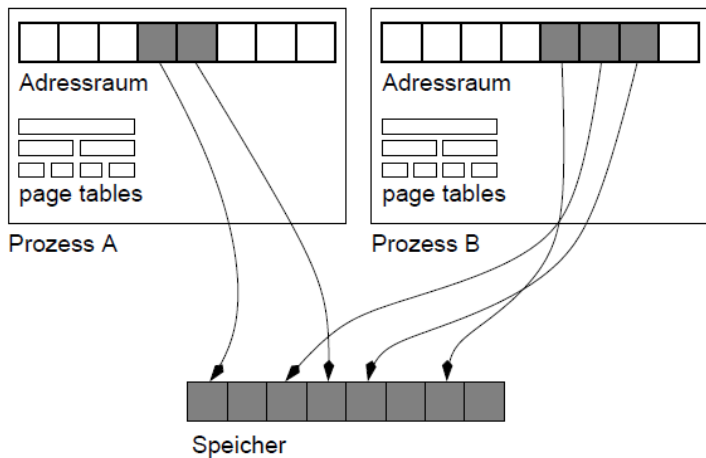 Adressraum
page tables
Prozess A
Adressraum
page tables
Prozess B
Speicher